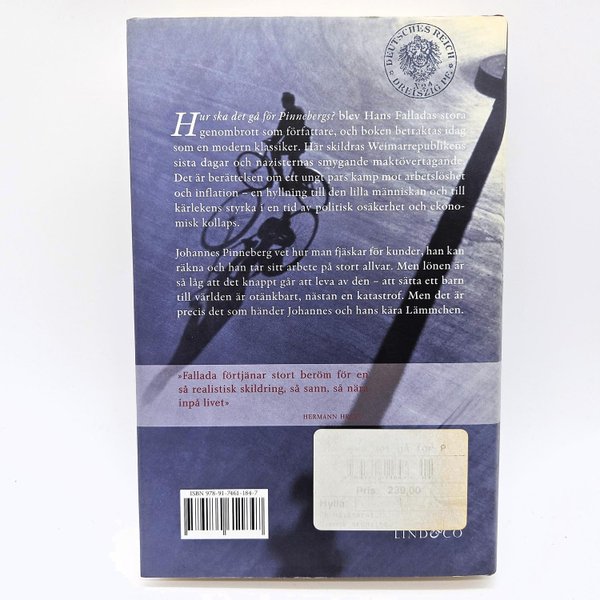 DEUTSCHES REICH
DREISZIG PF.
Hur ska det gå för Pinnebergs? blev Hans Falladas stora
genombrott som författare, och boken betraktas idag
som en modern klassiker. Här skildras Weimarrepublikens
sista dagar och nazisternas smygande maktövertagande.
Det är berättelsen om ett ungt pars kamp mot arbetslöshet
och inflation – en hyllning till den lilla människan och till
kärlekens styrka i en tid av politisk osäkerhet och ekono-
misk kollaps.
Johannes Pinneberg vet hur man fjäskar för kunder, han kan
räkna och han tar sitt arbete på stort allvar. Men lönen är
så låg att det knappt går att leva av den – att sätta ett barn
till världen är otänkbart, nästan en katastrof. Men det är
precis det som händer Johannes och hans kära Lämmchen.
»Fallada förtjänar stort beröm för en
så realistisk skildring, så sann, så nära
inpå livet»
HERMANN
gå för P
Pris 239,00
Hylla
ISBN 978-91-7461-184-7
LIND&CO